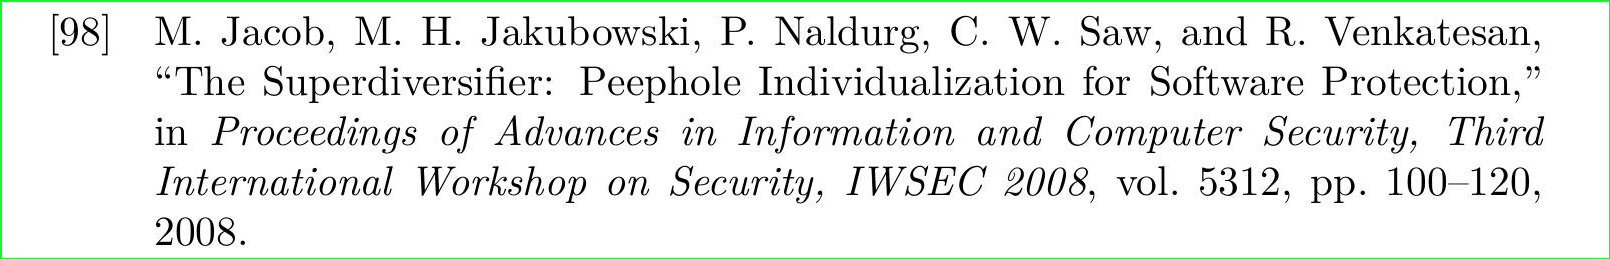 [98] M. Jacob, M. H. Jakubowski, P. Naldurg, C. W. Saw, and R. Venkatesan,
“The Superdiversifier: Peephole Individualization for Software Protection,”
in Proceedings of Advances in Information and Computer Security, Third
International Workshop on Security, IWSEC 2008, vol. 5312, pp. 100–120,
2008.